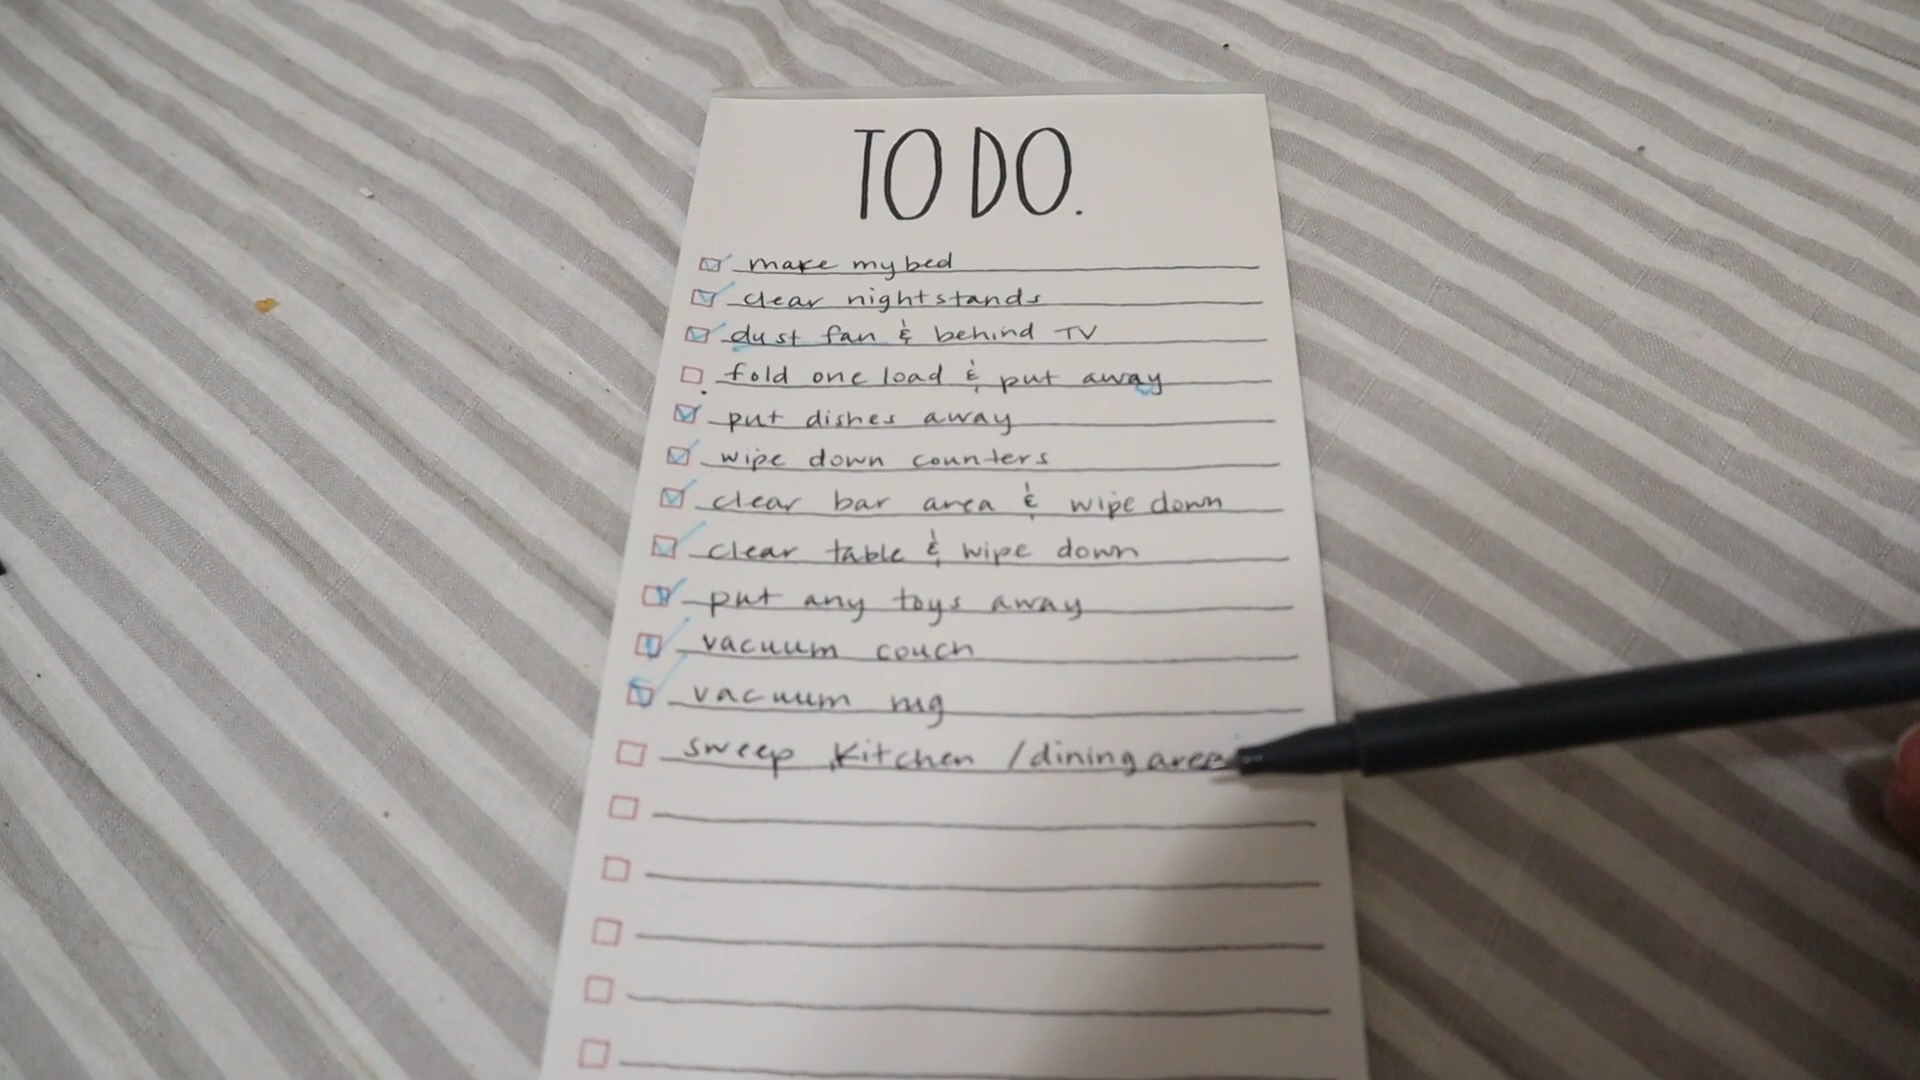 TO DO.
make my bed
clear nightstands
dust fan & behind TV
fold one load & put away
put dishes away
wipe down counters
clear bar area & wipe down
clear table & wipe down
put any toys away
vacuum couch
vacuum rug
sweep kitchen / dining area